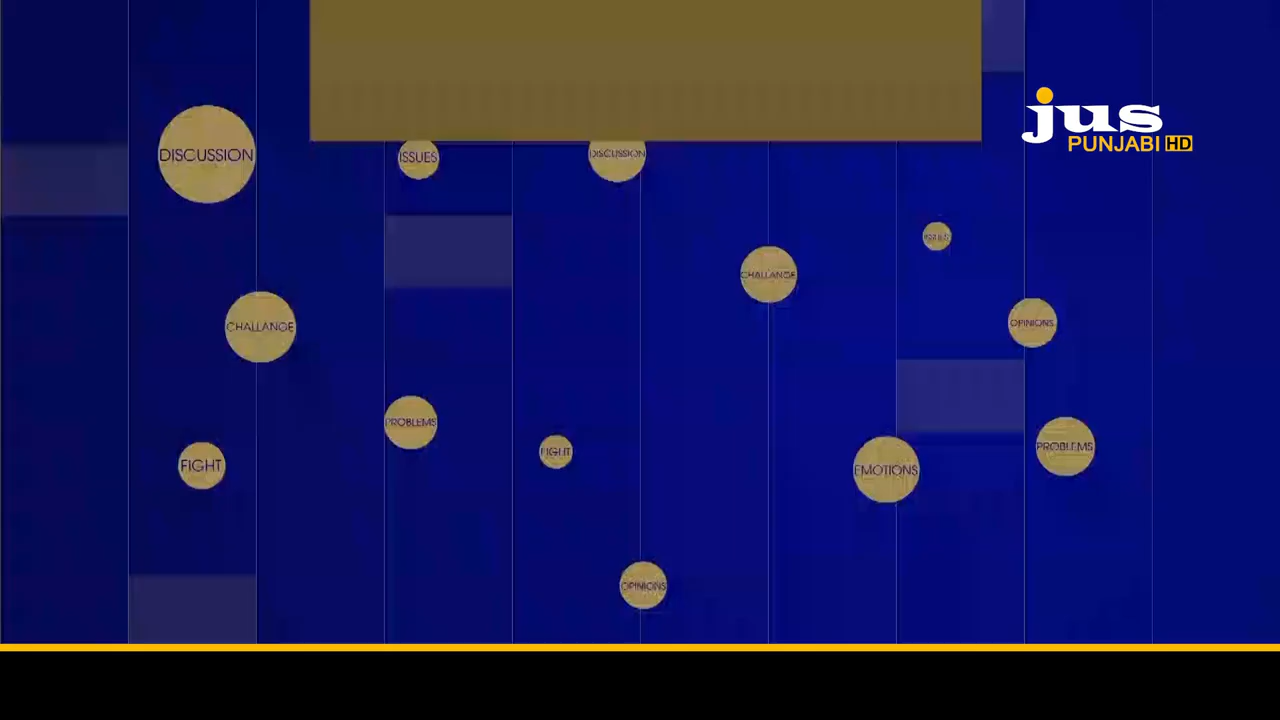 jus
PUNJABI HD
DISCUSSION
ISSUES
DISCUSSION
CHALLANGE
CHALLANGE
OPINIONS
PROBLEMS
FIGHT
FIGHT
EMOTIONS
PROBLEMS
OPINIONS